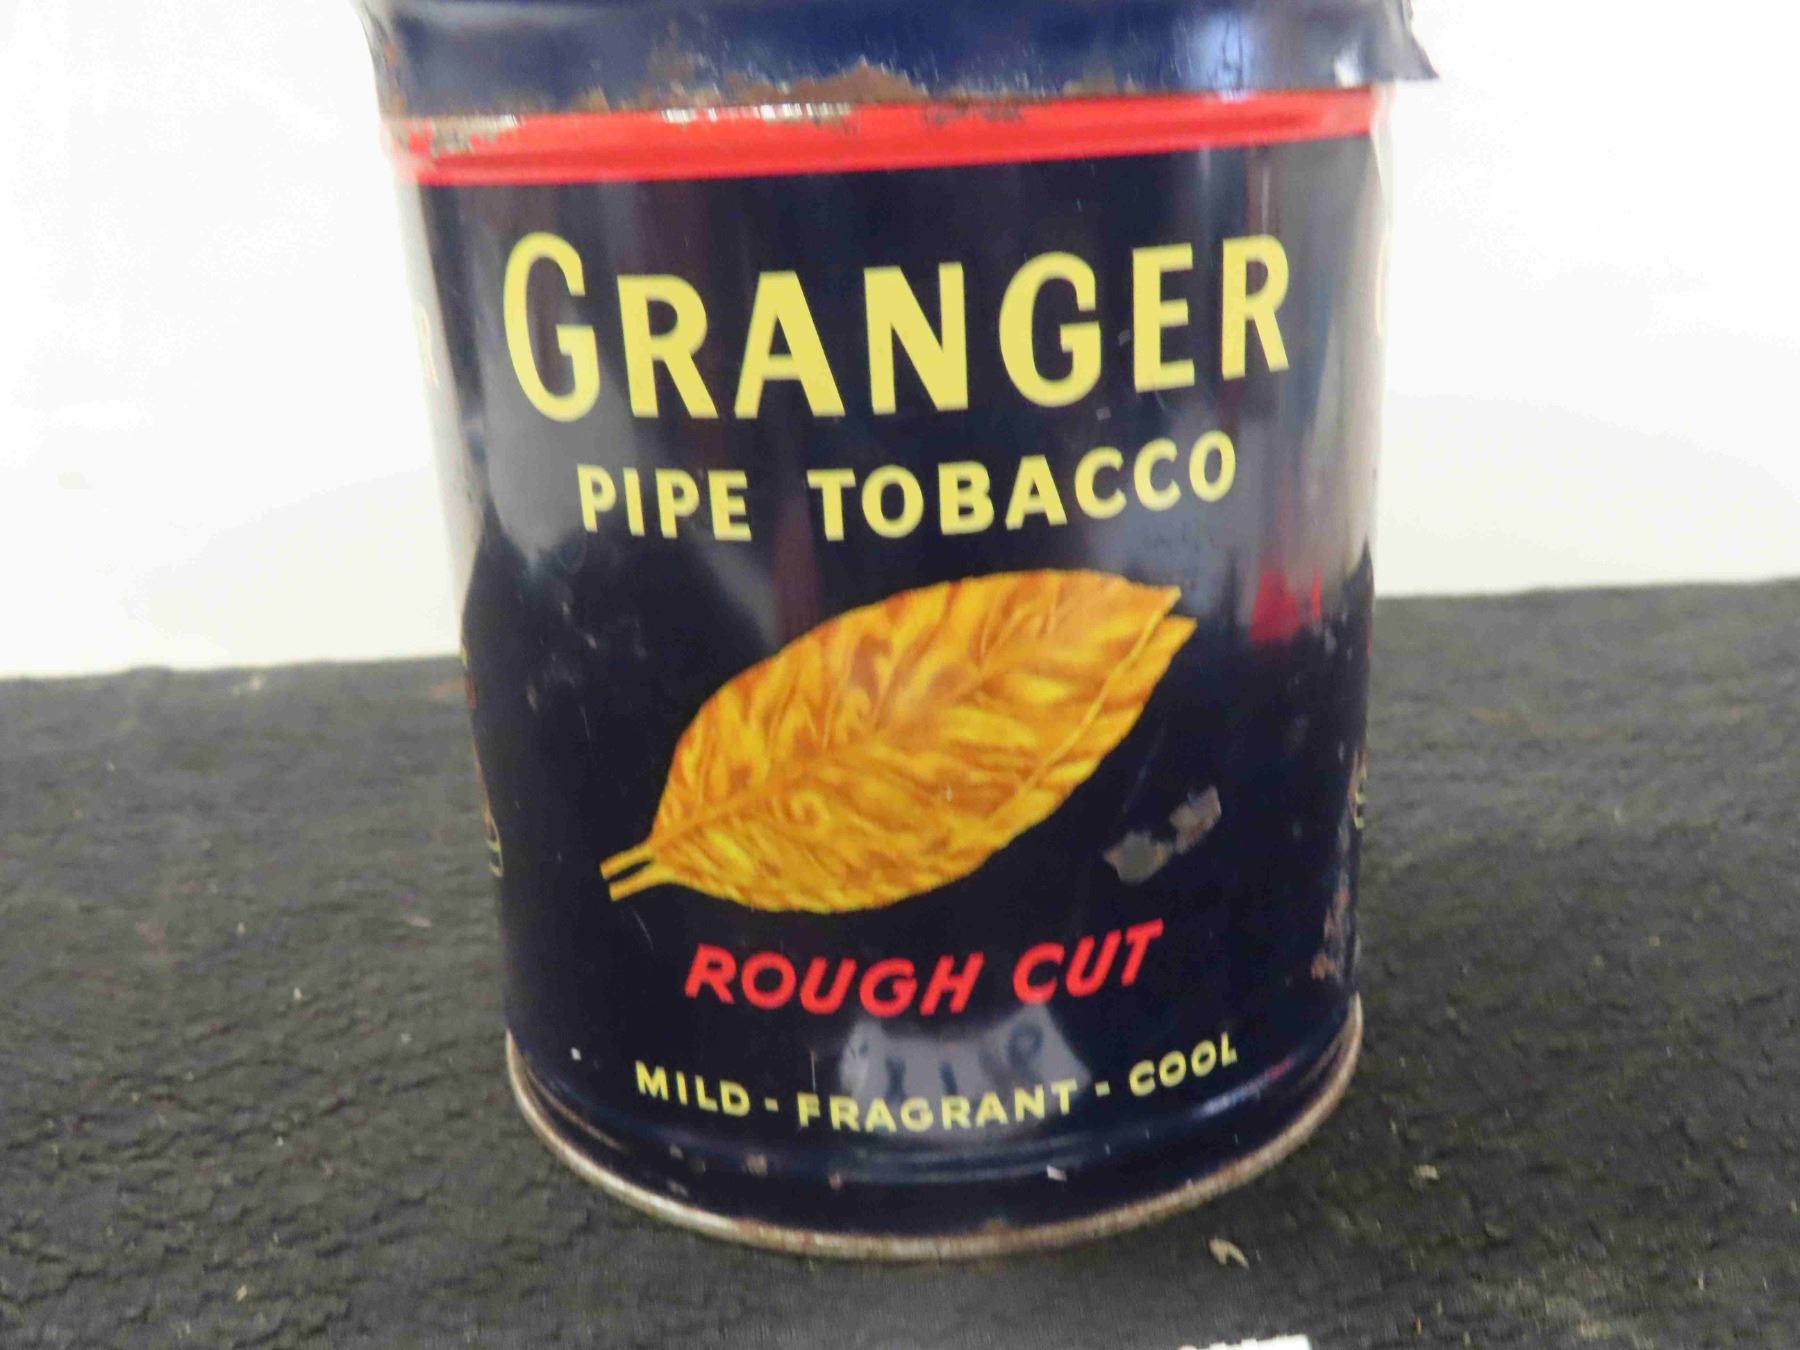 GRANGER
PIPE TOBACCO
ROUGH CUT
MILD - FRAGRANT - COOL